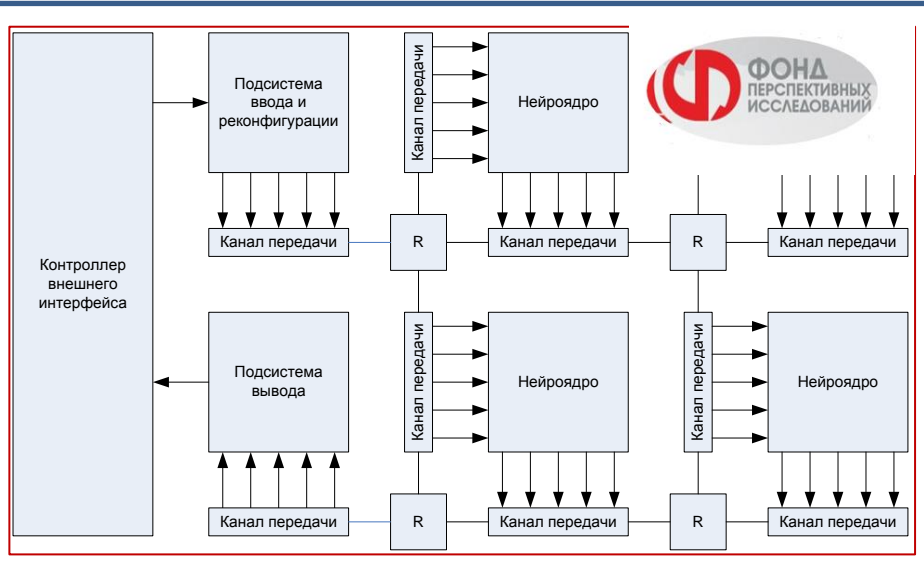 Контроллер
внешнего
интерфейса
Подсистема
ввода и
реконфигурации
Канал передачи
Нейроядро
ФОНД
ПЕРСПЕКТИВНЫХ
ИССЛЕДОВАНИЙ
Канал передачи
R
Канал передачи
R
Канал передачи
Подсистема
вывода
Канал передачи
Нейроядро
Канал передачи
Нейроядро
Канал передачи
R
Канал передачи
R
Канал передачи